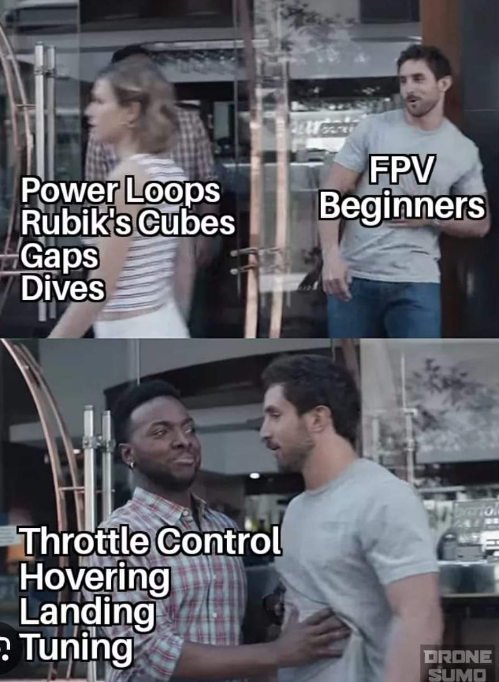 Power Loops
Rubik's Cubes
Gaps
Dives
FPV
Beginners
Throttle Control
Hovering
Landing
Tuning
?
DRONE
SUMO